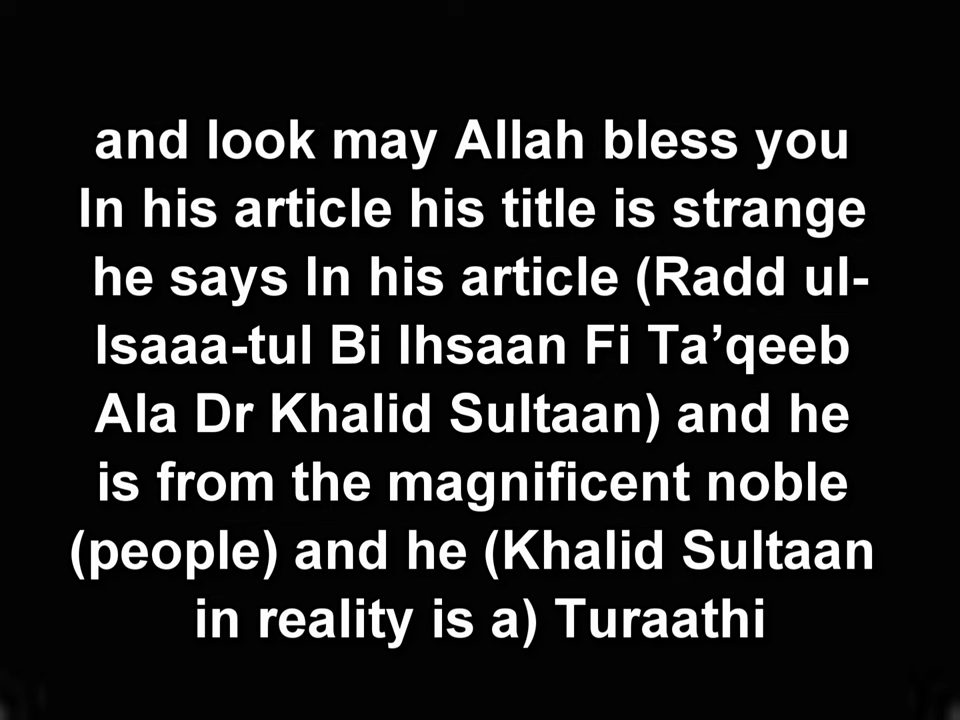 and look may Allah bless you
In his article his title is strange
he says In his article (Radd ul-
Isaaa-tul Bi Ihsaan Fi Ta’qeeb
Ala Dr Khalid Sultaan) and he
is from the magnificent noble
(people) and he (Khalid Sultaan
in reality is a) Turaathi